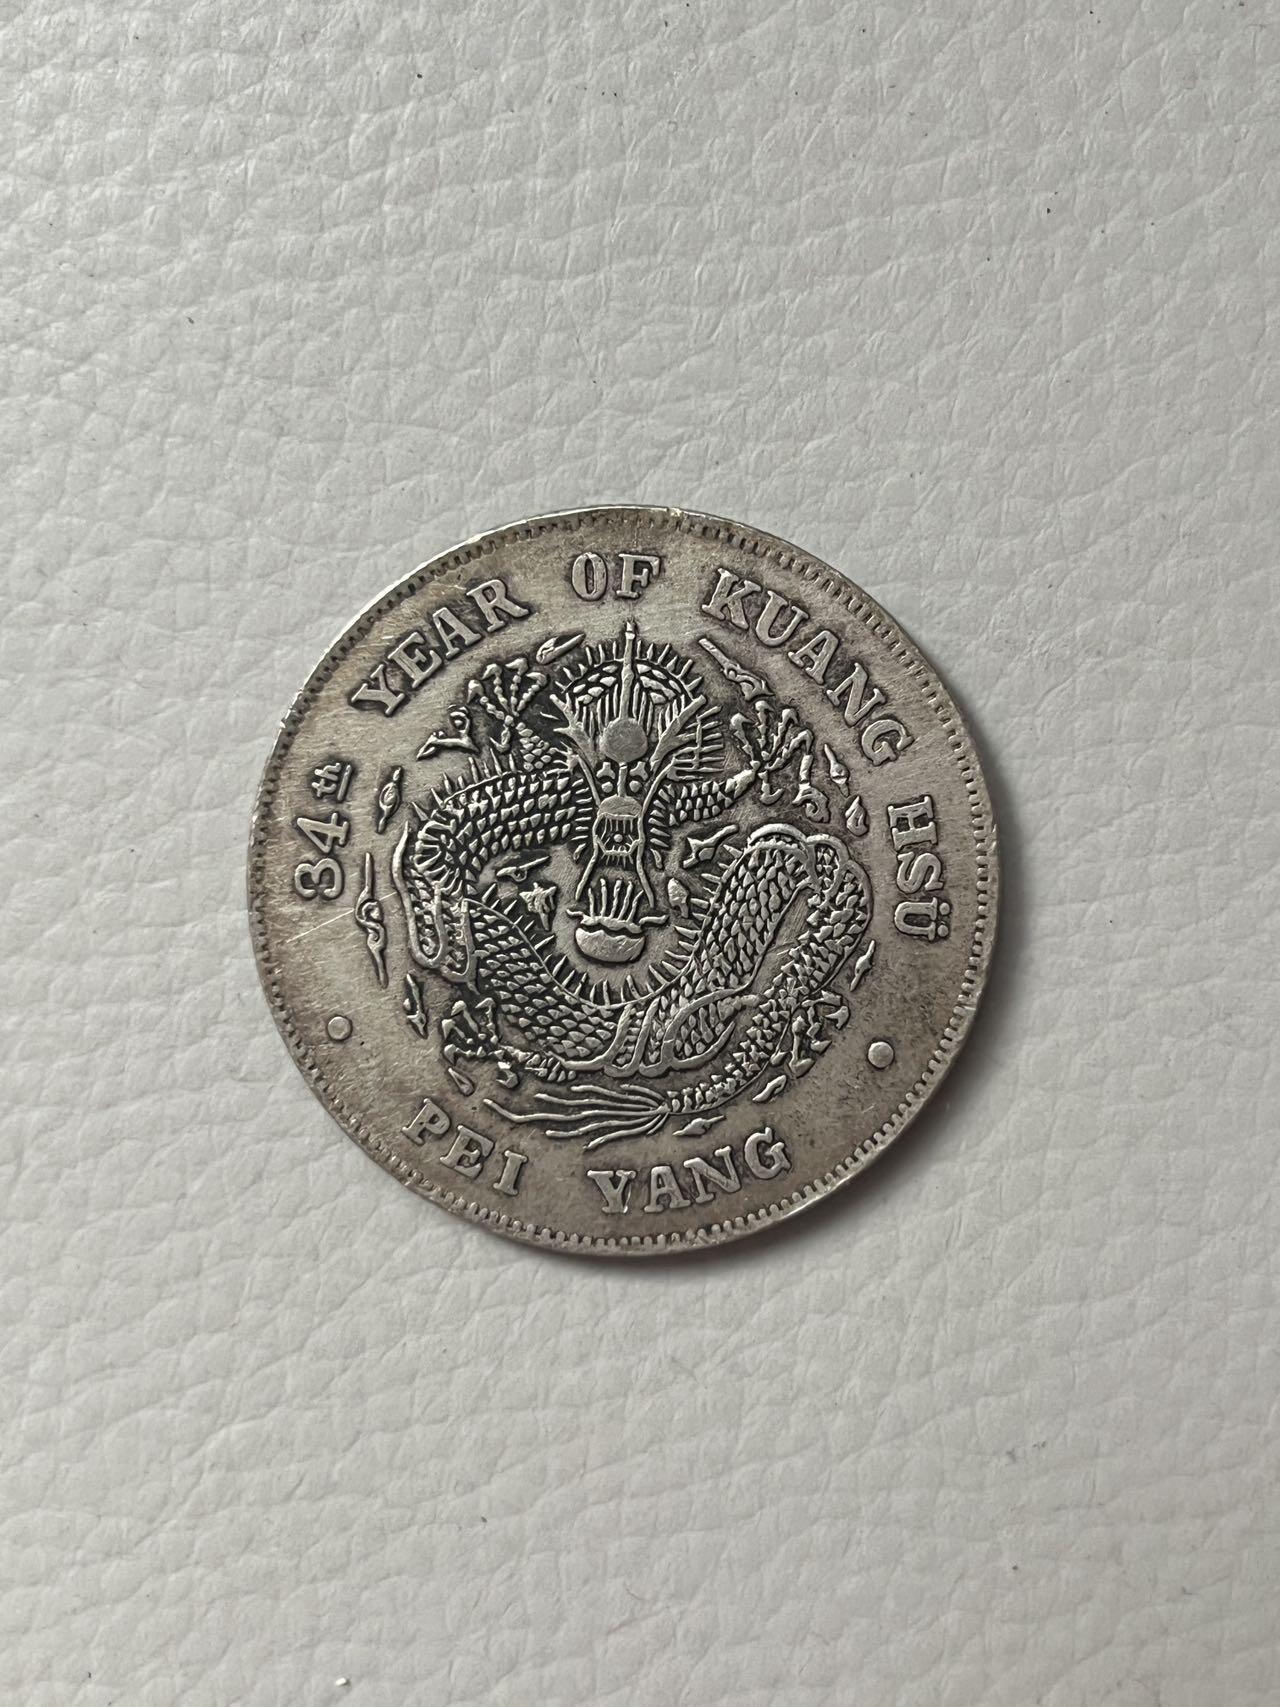 34th YEAR OF KUANG HSÜ
PEI YANG